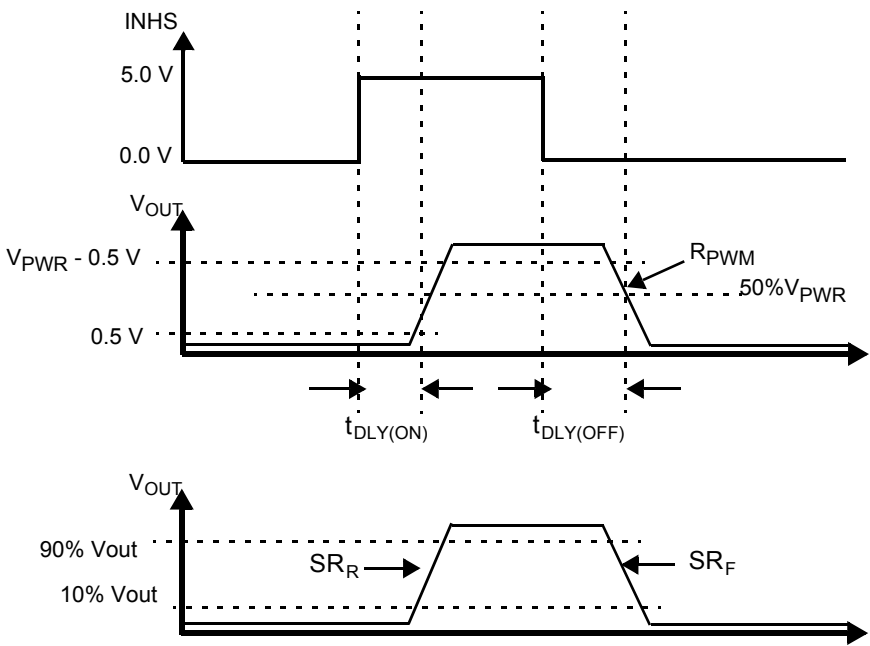 INHS
5.0 V
0.0 V
VOUT
VPWR - 0.5 V
RPWM
50%VPWR
0.5 V
tDLY(ON)
tDLY(OFF)
VOUT
90% Vout
SRR
SRF
10% Vout